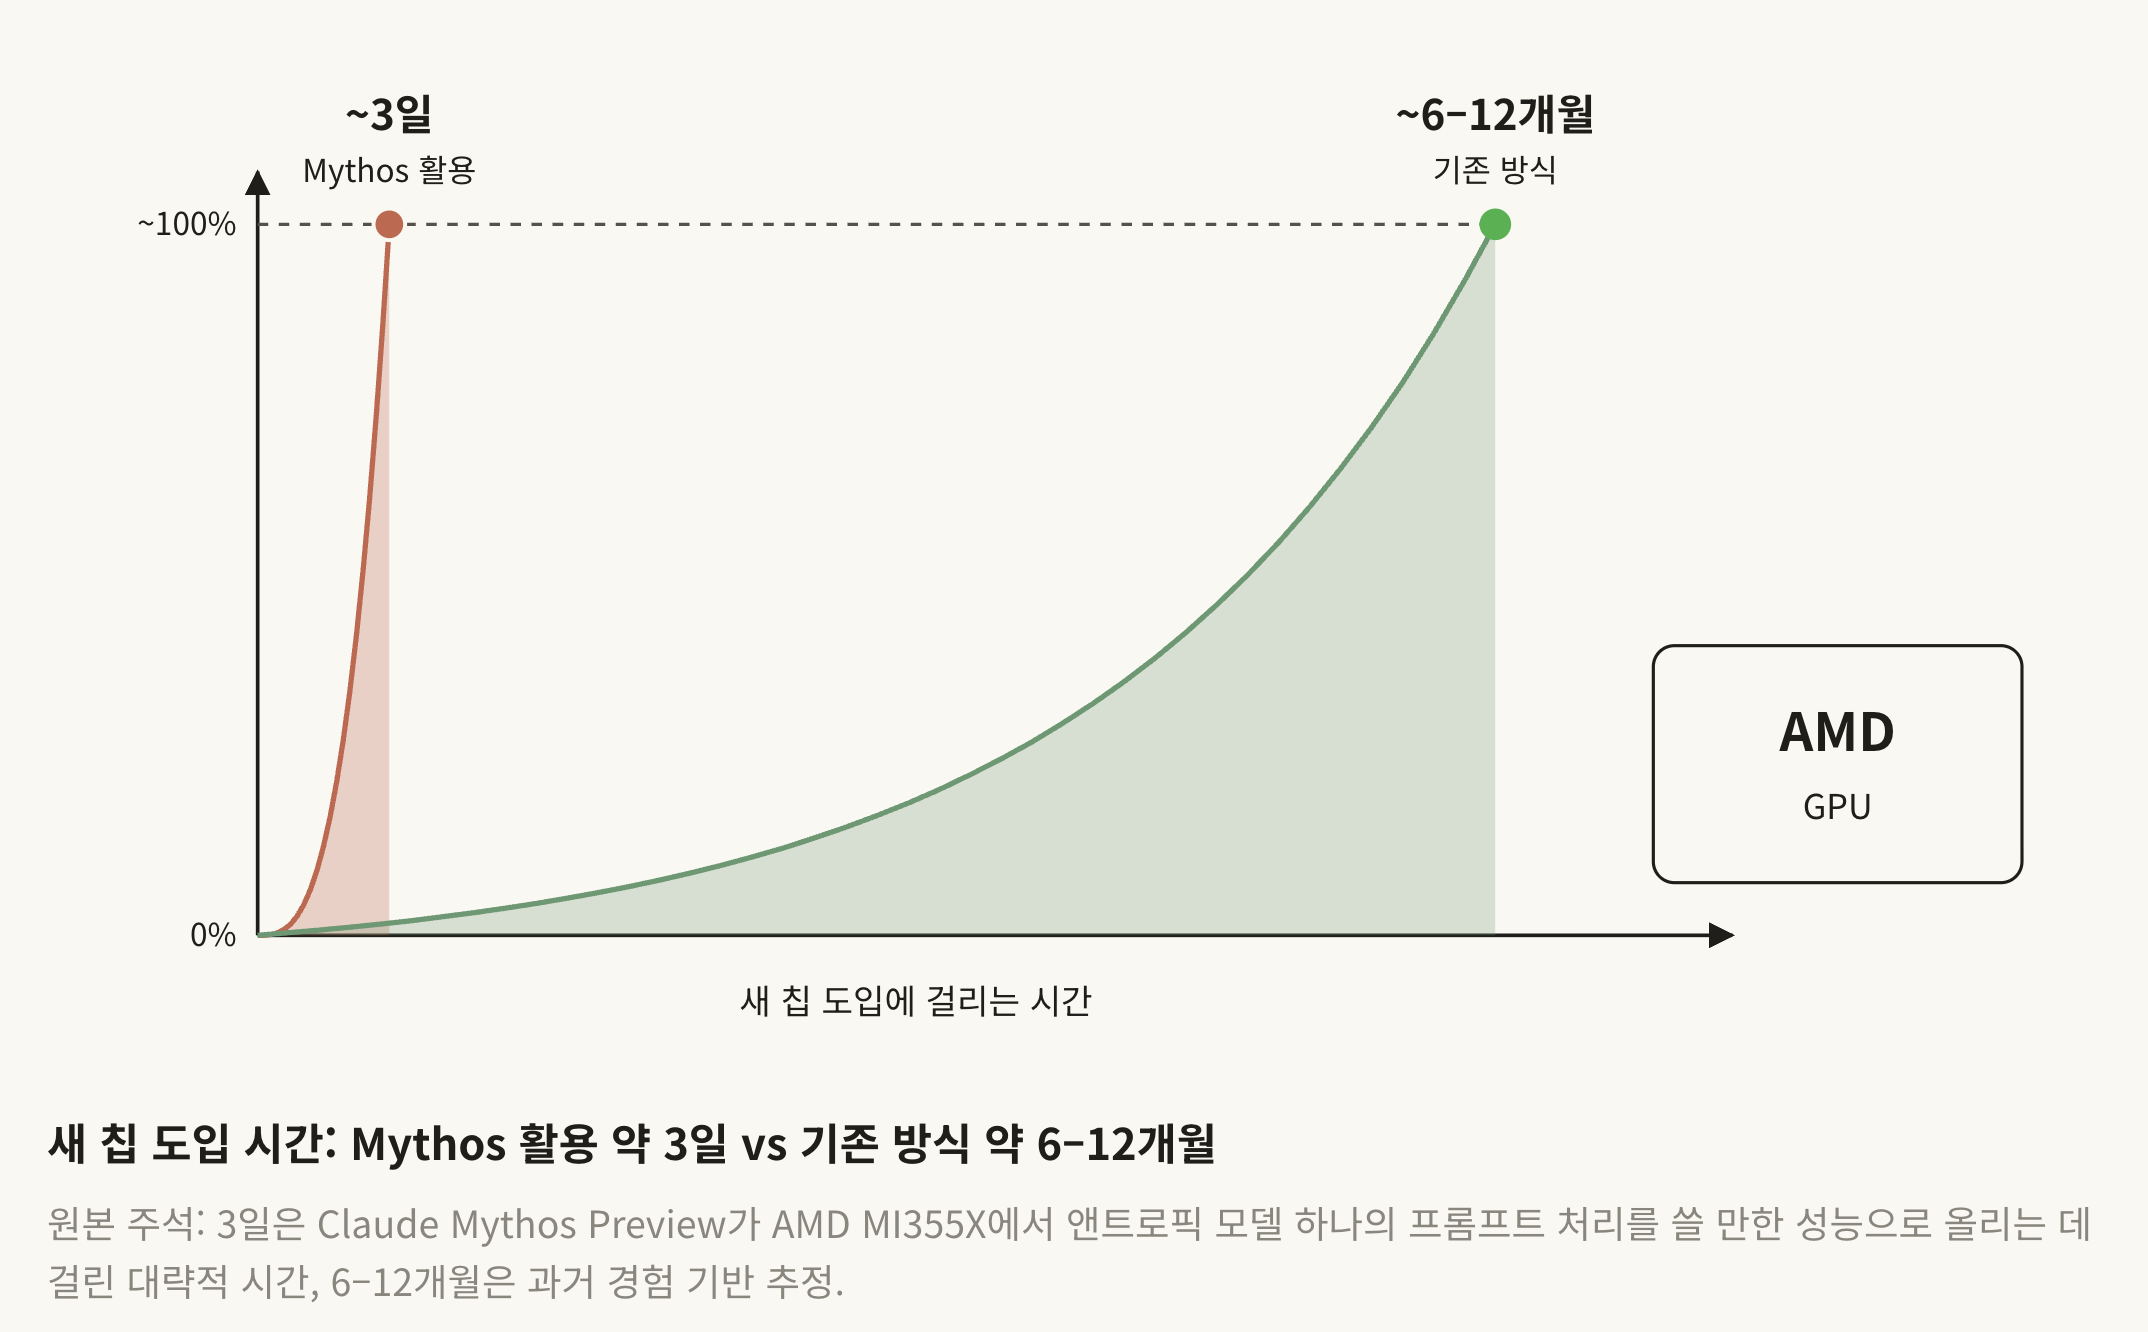 ~3일
Mythos 활용
~6–12개월
기존 방식
~100%
AMD
GPU
0%
새 칩 도입에 걸리는 시간
새 칩 도입 시간: Mythos 활용 약 3일 vs 기존 방식 약 6–12개월
원본 주석: 3일은 Claude Mythos Preview가 AMD MI355X에서 앤트로픽 모델 하나의 프롬프트 처리를 쓸 만한 성능으로 올리는 데
걸린 대략적 시간, 6–12개월은 과거 경험 기반 추정.